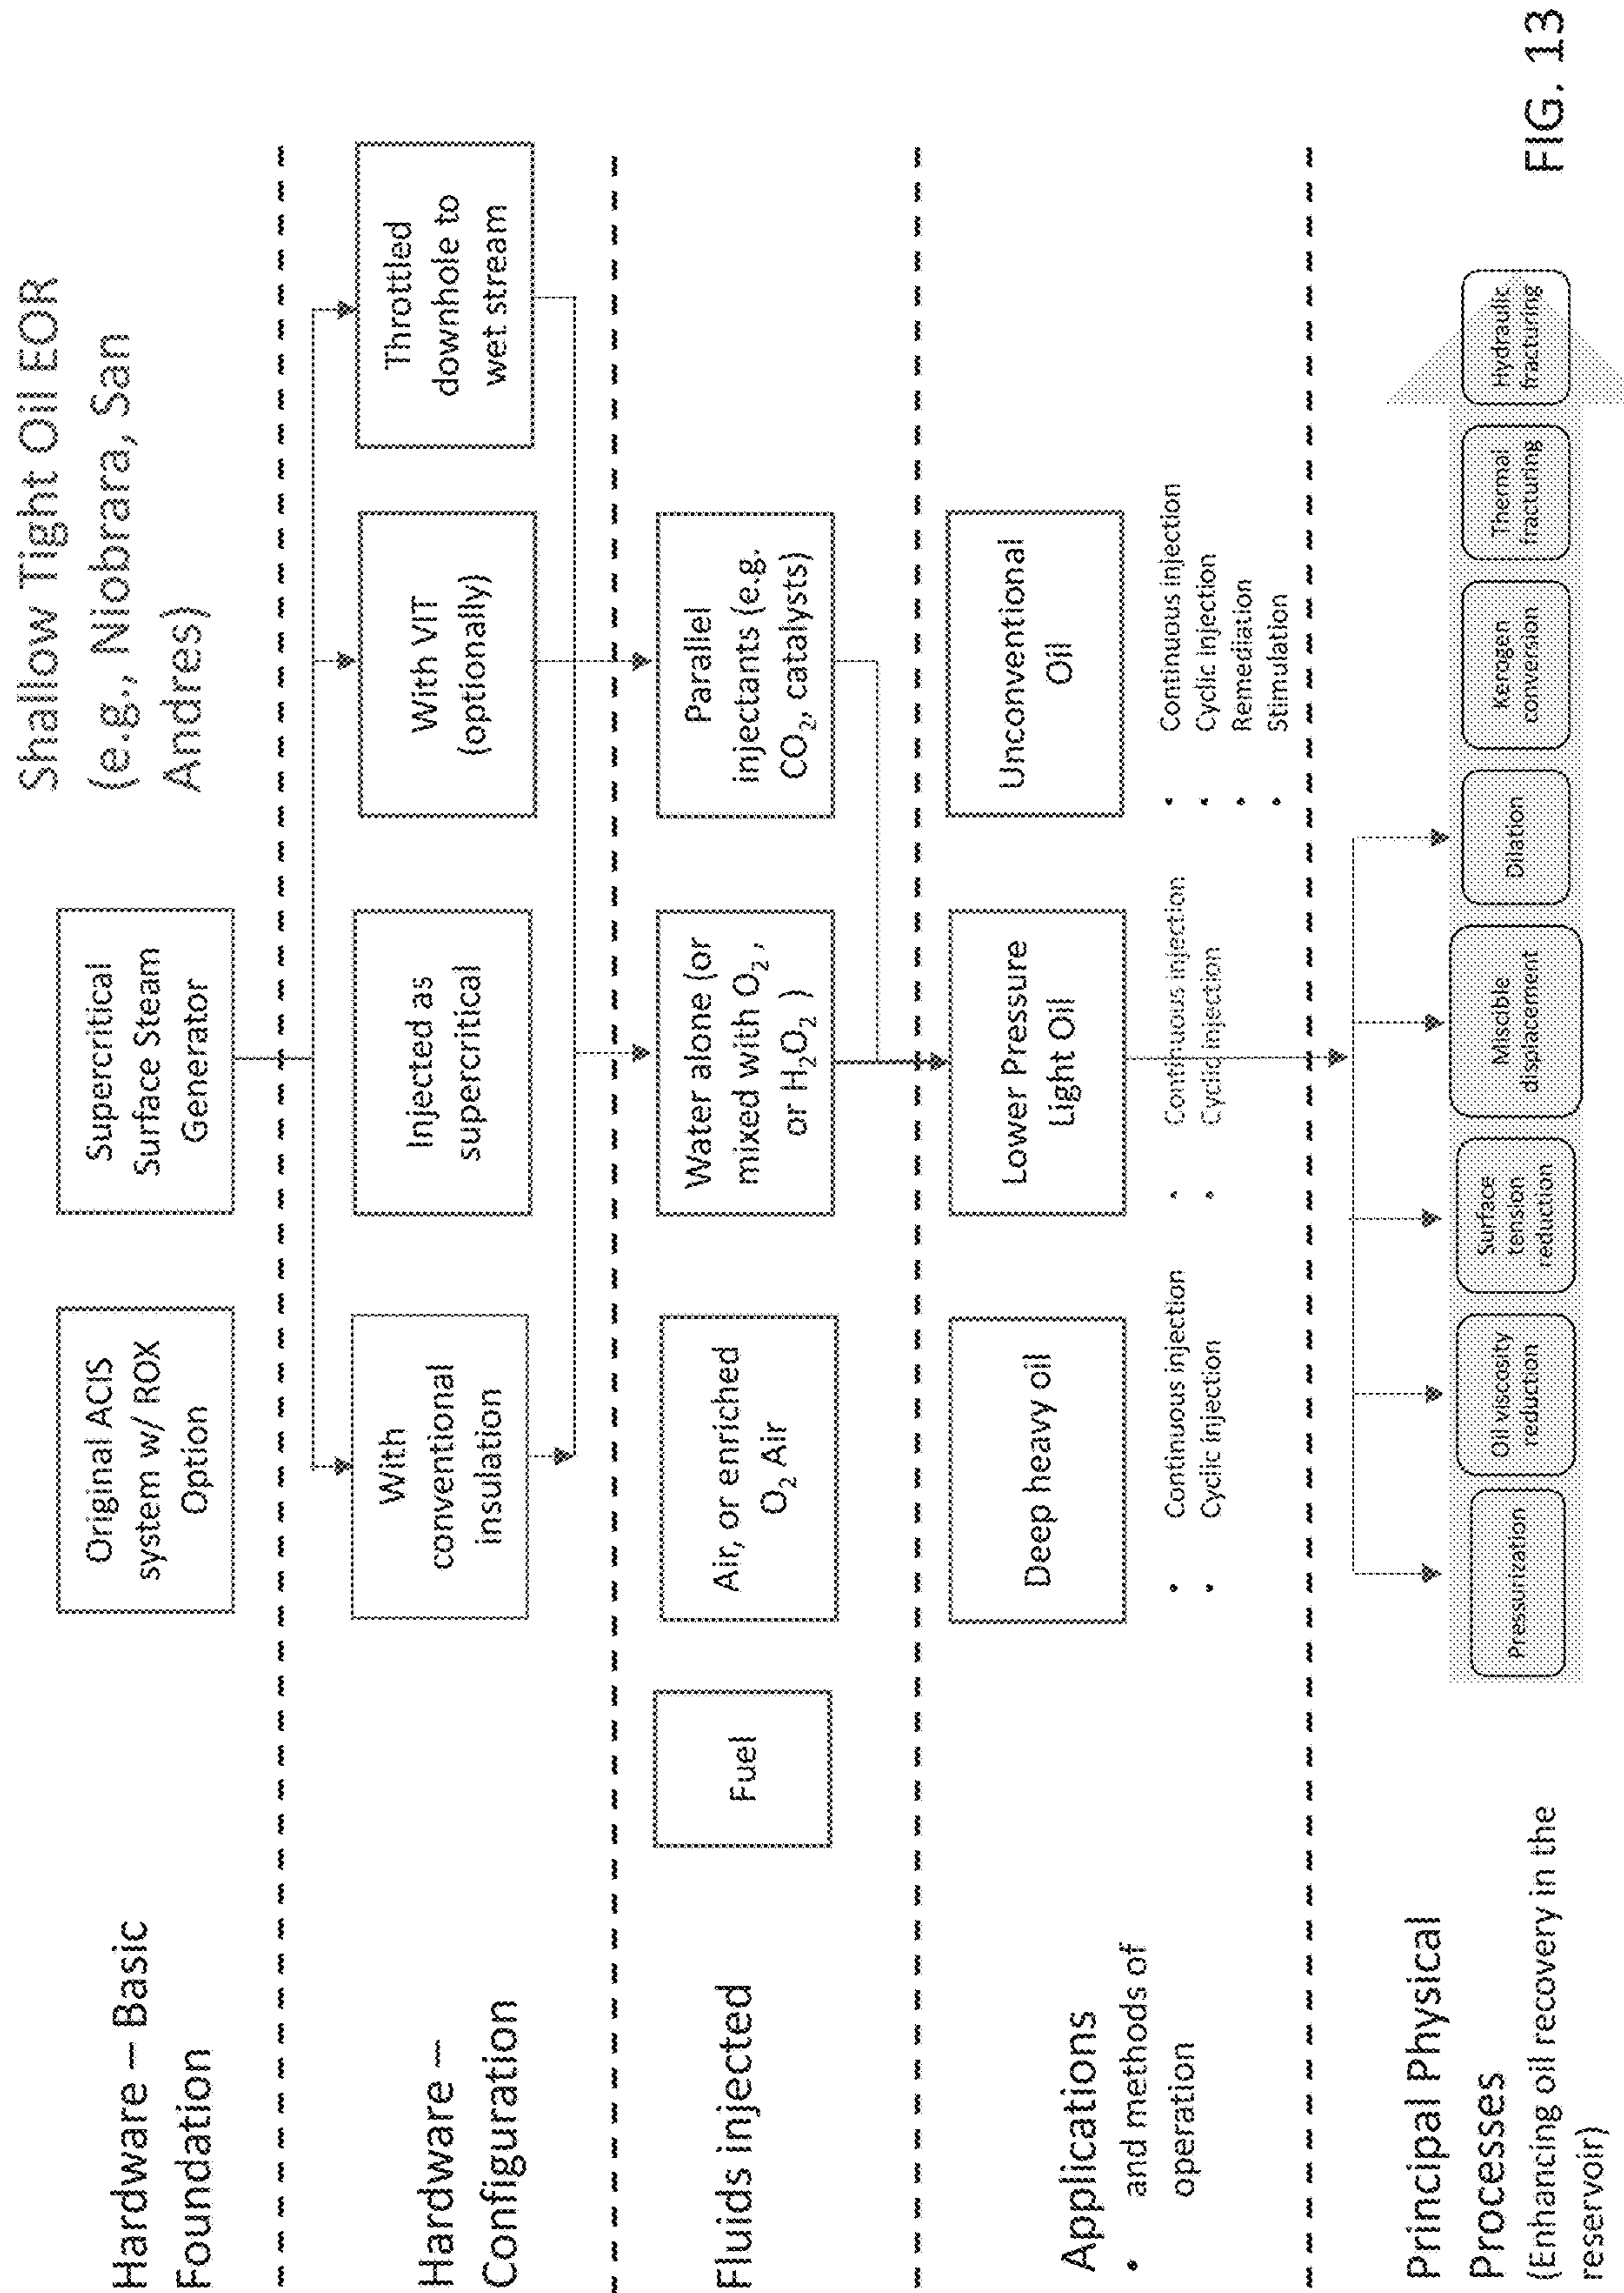 Shallow Tight Oil EOR
(e.g., Niobrara, San
Andres)
Hardware – Basic
Foundation
Original ACIS
system w/ ROX
Option
Supercritical
Surface Steam
Generator
Hardware –
Configuration
With
conventional
insulation
Injected as
supercritical
With VIT
(optionally)
Throttled
downhole to
wet stream
Fluids injected
Fuel
Air, or enriched
O₂ Air
Water alone (or
mixed with O₂,
or H₂O₂ )
Parallel
injectants (e.g.
CO₂, catalysts)
Applications
• and methods of
operation
Deep heavy oil
• Continuous injection
• Cyclic injection
Lower Pressure
Light Oil
• Continuous injection
• Cyclic injection
Unconventional
Oil
• Continuous injection
• Cyclic injection
• Remediation
• Stimulation
Principal Physical
Processes
(Enhancing oil recovery in the
reservoir)
Pressurization
Oil viscosity
reduction
Surface
tension
reduction
Miscible
displacement
Dilation
Kerogen
conversion
Thermal
fracturing
Hydraulic
fracturing
FIG. 13